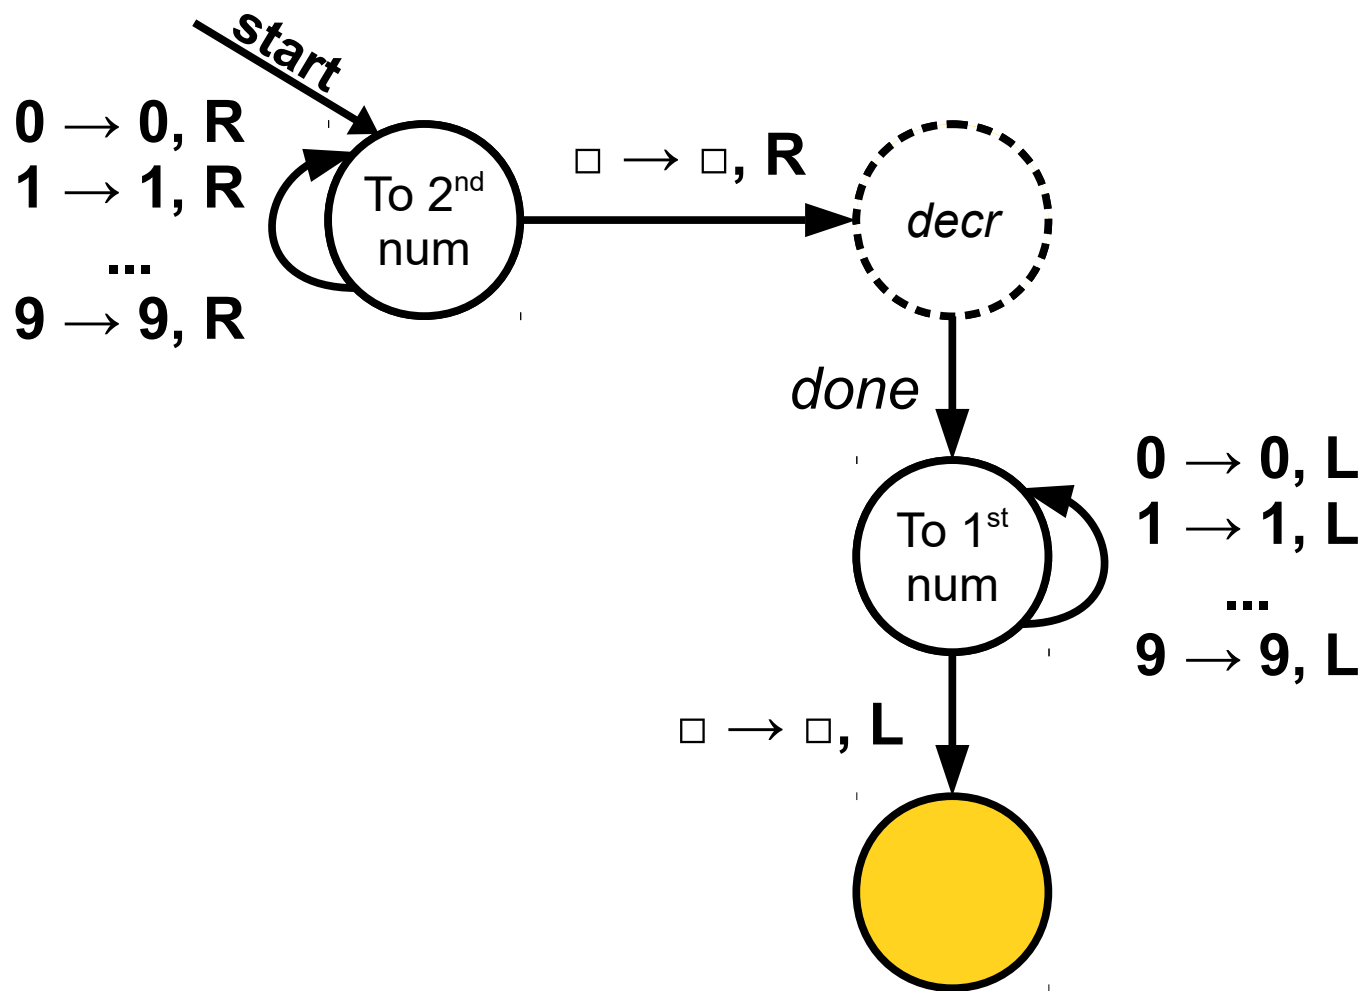 start
0 → 0, R
1 → 1, R
...
9 → 9, R
To 2nd
num
□ → □, R
decr
done
To 1st
num
0 → 0, L
1 → 1, L
...
9 → 9, L
□ → □, L